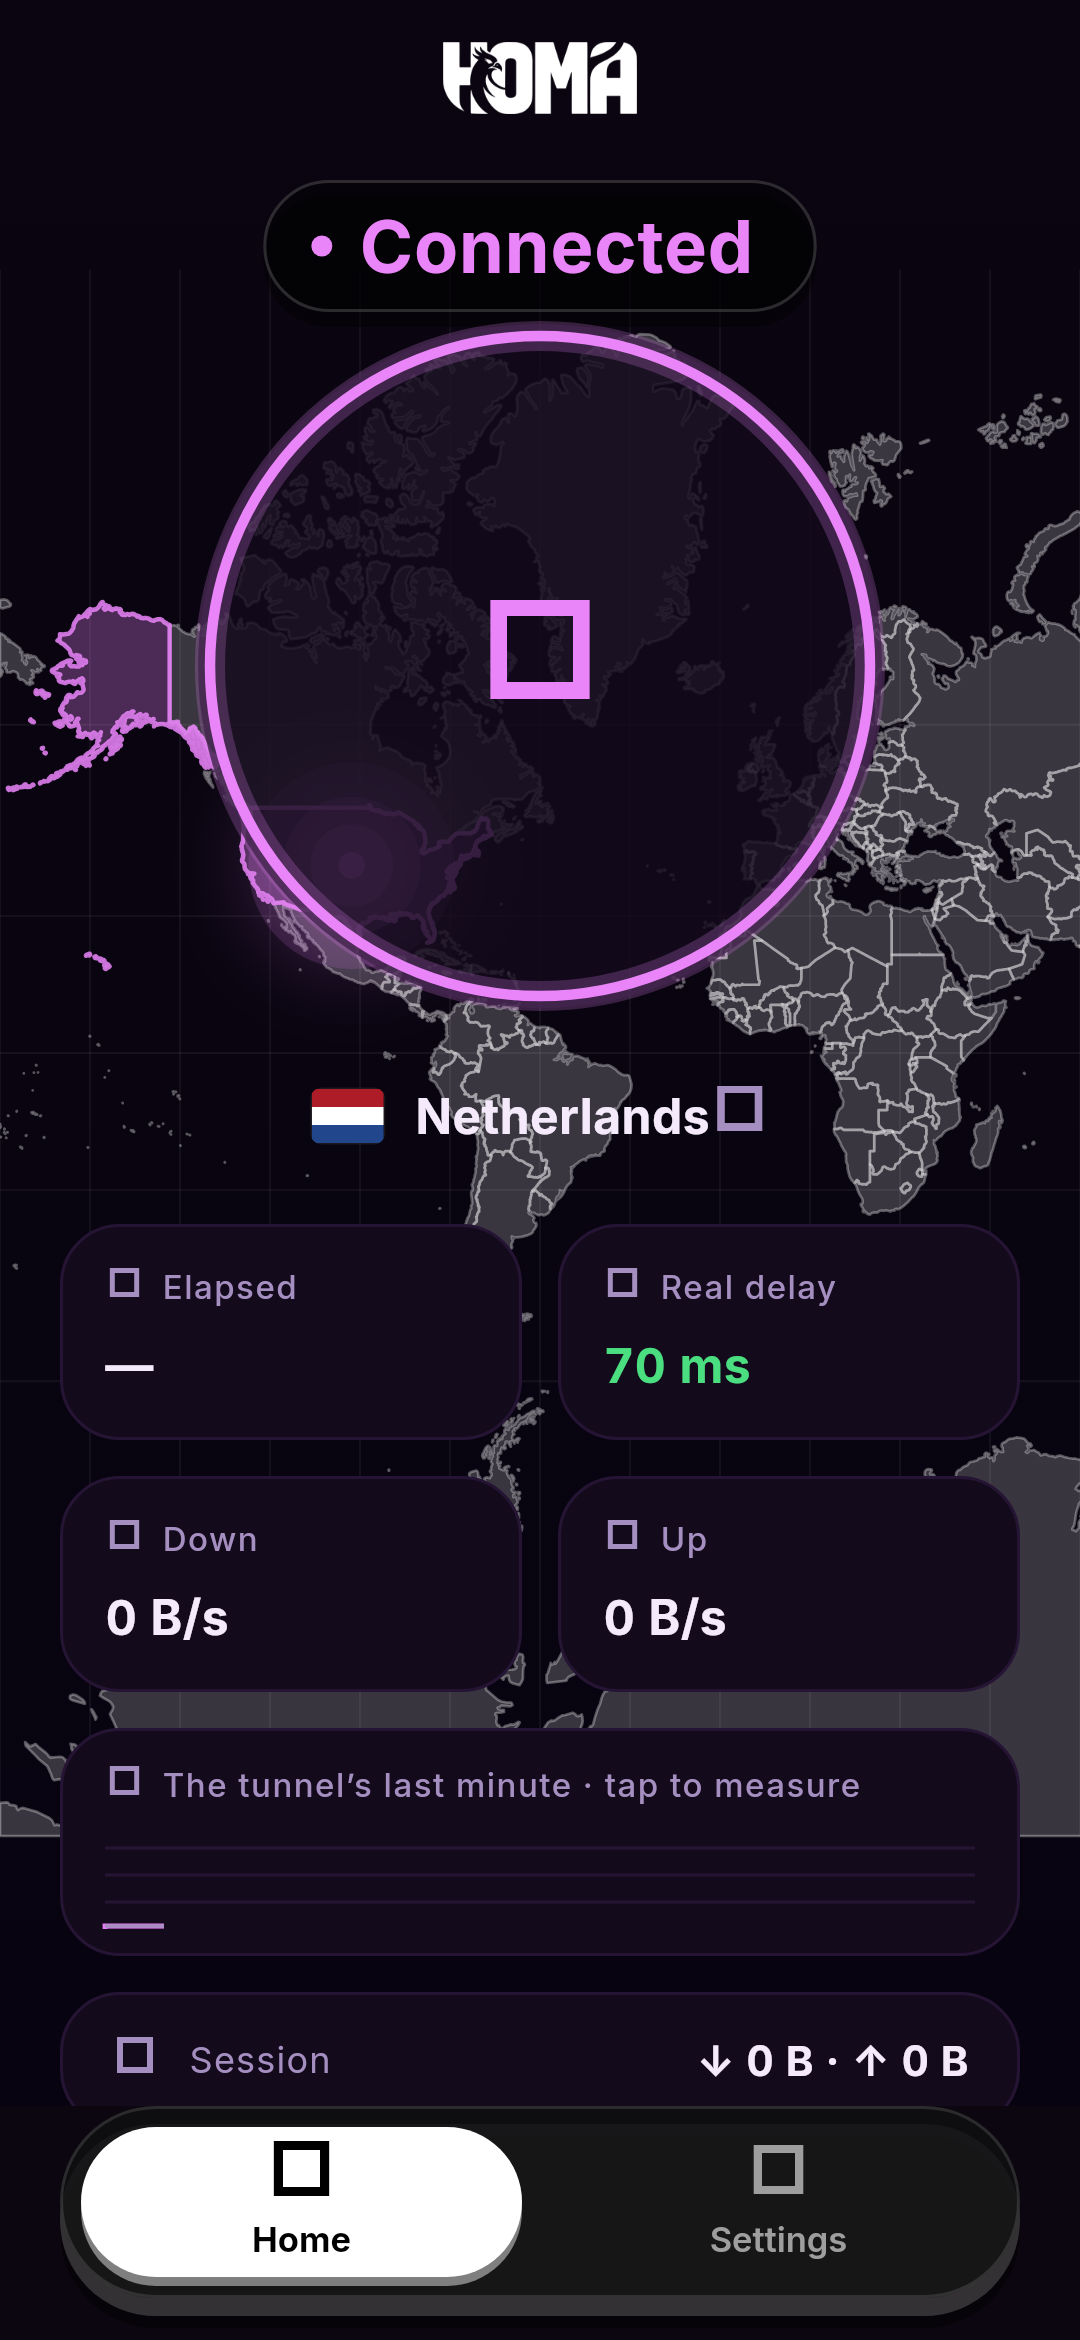 HOMA
• Connected
Netherlands
Elapsed
—
Real delay
70 ms
Down
0 B/s
Up
0 B/s
The tunnel’s last minute · tap to measure
Session
↓ 0 B · ↑ 0 B
Home
Settings